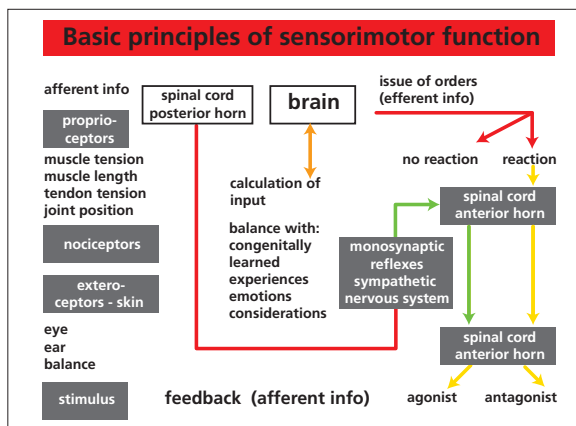 Basic principles of sensorimotor function
afferent info
proprio-
ceptors
muscle tension
muscle length
tendon tension
joint position
nociceptors
extero-
ceptors - skin
eye
ear
balance
stimulus
spinal cord
posterior horn
brain
calculation of
input
balance with:
congenitally
learned
experiences
emotions
considerations
issue of orders
(efferent info)
no reaction
reaction
spinal cord
anterior horn
monosynaptic
reflexes
sympathetic
nervous system
spinal cord
anterior horn
agonist
antagonist
feedback (afferent info)